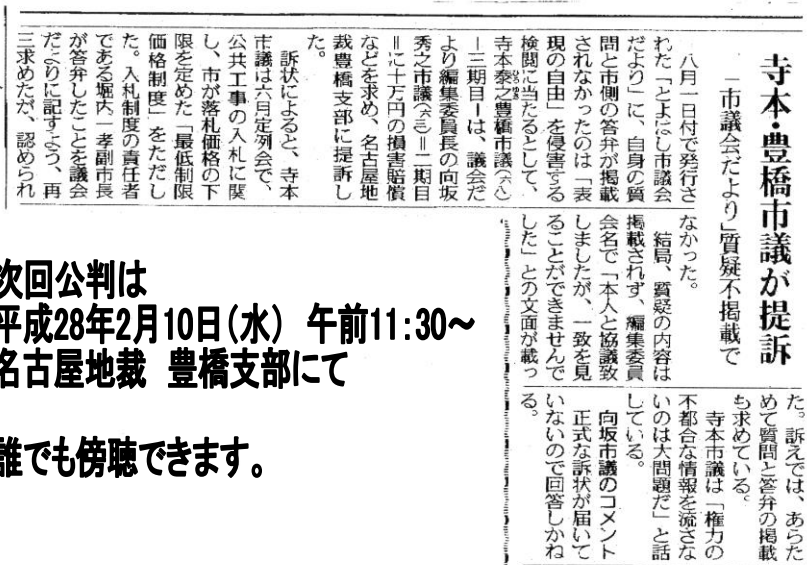 寺本・豊橋市議が提訴
「市議会だより」質疑不掲載で
八月一日付で発行さ
れた「とよはし市議会
だより」に、自身の質
問と市側の答弁が掲載
されなかったのは「表
現の自由」を侵害する
検閲に当たるとして、
寺本泰之豊橋市議(六八)
＝三期目＝は、議会だ
より編集委員長の向坂
秀之市議(六三)＝二期目
＝に十万円の損害賠償
などを求め、名古屋地
裁豊橋支部に提訴し
た。
訴状によると、寺本
市議は六月定例会で、
公共工事の入札に関
し、市が落札価格の下
限を定めた「最低制限
価格制度」をただし
た。入札制度の責任者
である堀内一孝副市長
が答弁したことを議会
だよりに記すよう、再
三求めたが、認められ
なかった。
結局、質疑の内容は
掲載されず、編集委員
会名で「本人と協議致
しましたが、一致を見
ることができませんで
した」との文面が載っ
た。訴えでは、あらた
めて質問と答弁の掲載
も求めている。
寺本市議は「権力の
不都合な情報を流さな
いのは大問題だ」と話
している。
向坂市議のコメント
正式な訴状が届いて
いないので回答しかね
る。
次回公判は
平成28年2月10日(水) 午前11:30～
名古屋地裁 豊橋支部にて
誰でも傍聴できます。